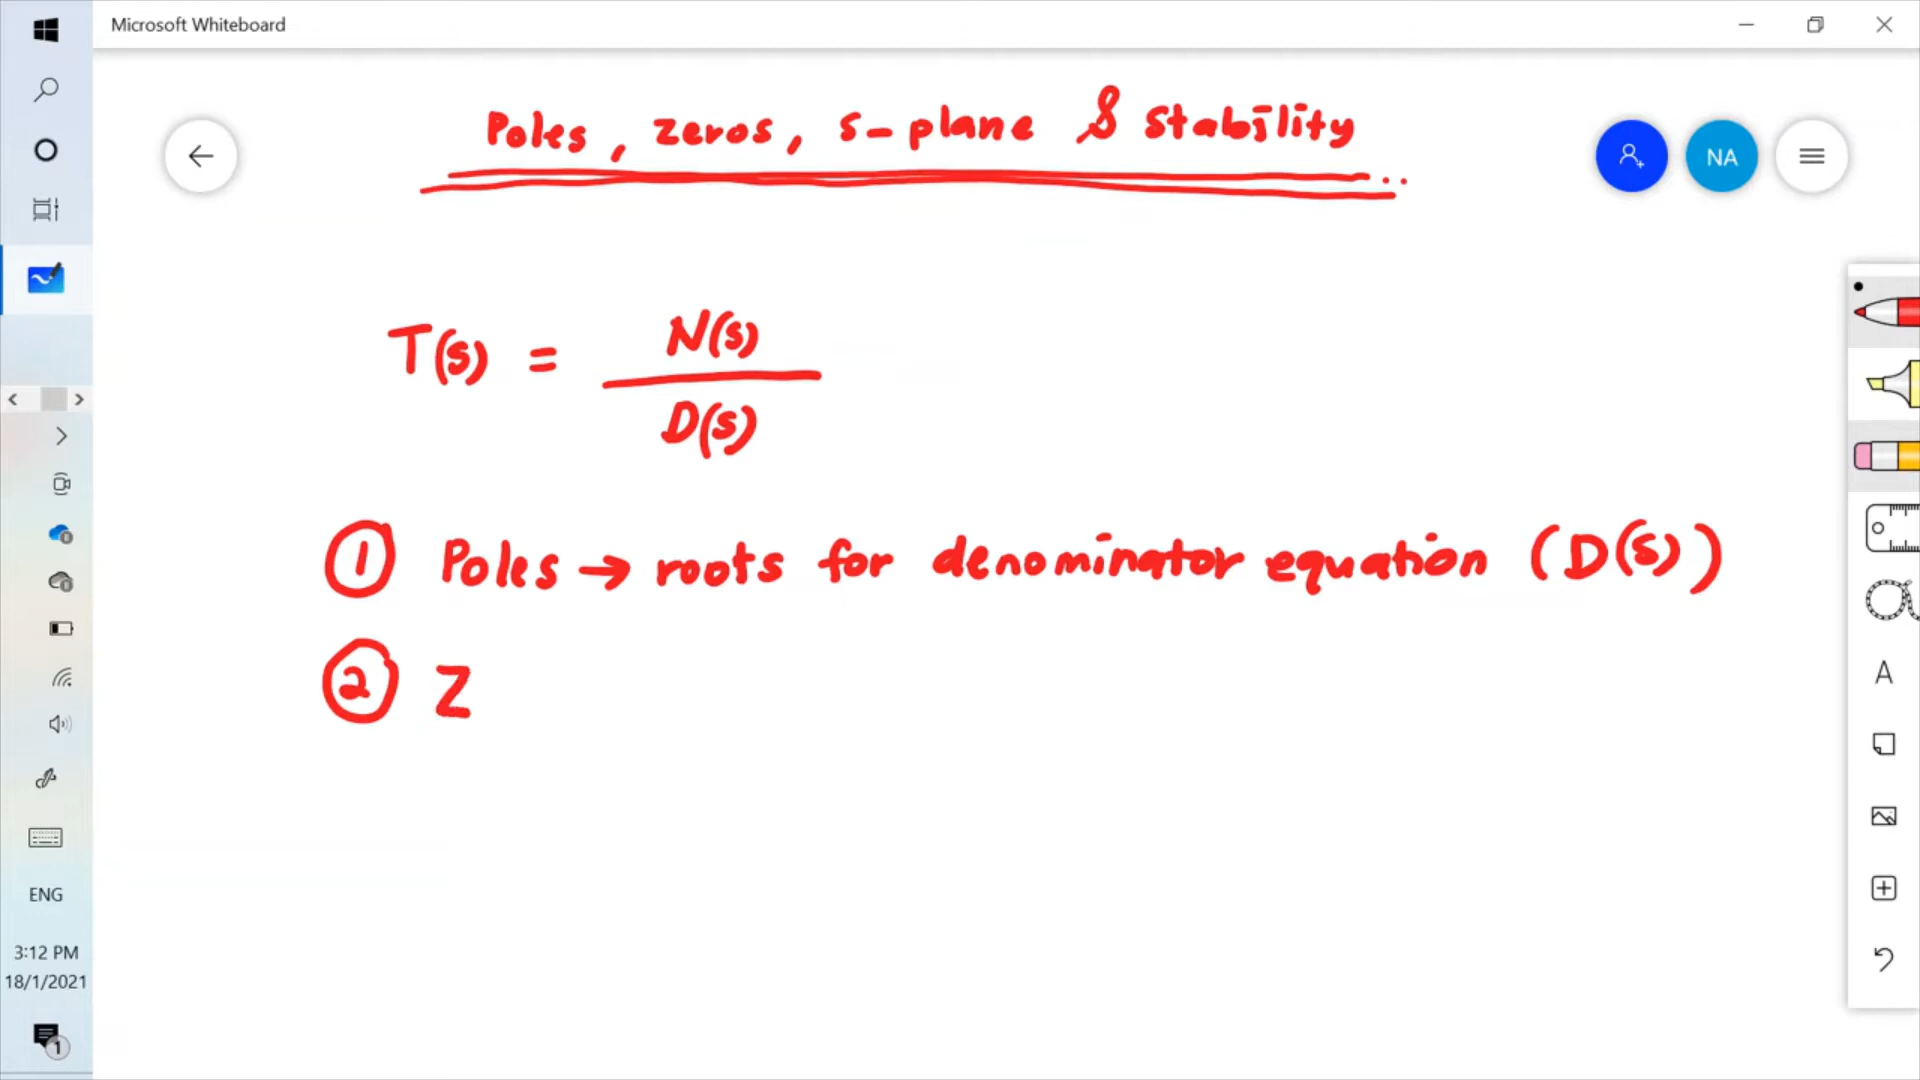 Microsoft Whiteboard
Poles, zeros, s-plane & stability
NA
T(s) = N(s)
D(s)
① Poles → roots for denominator equation (D(s))
② Z
A
ENG
3:12 PM
18/1/2021
1